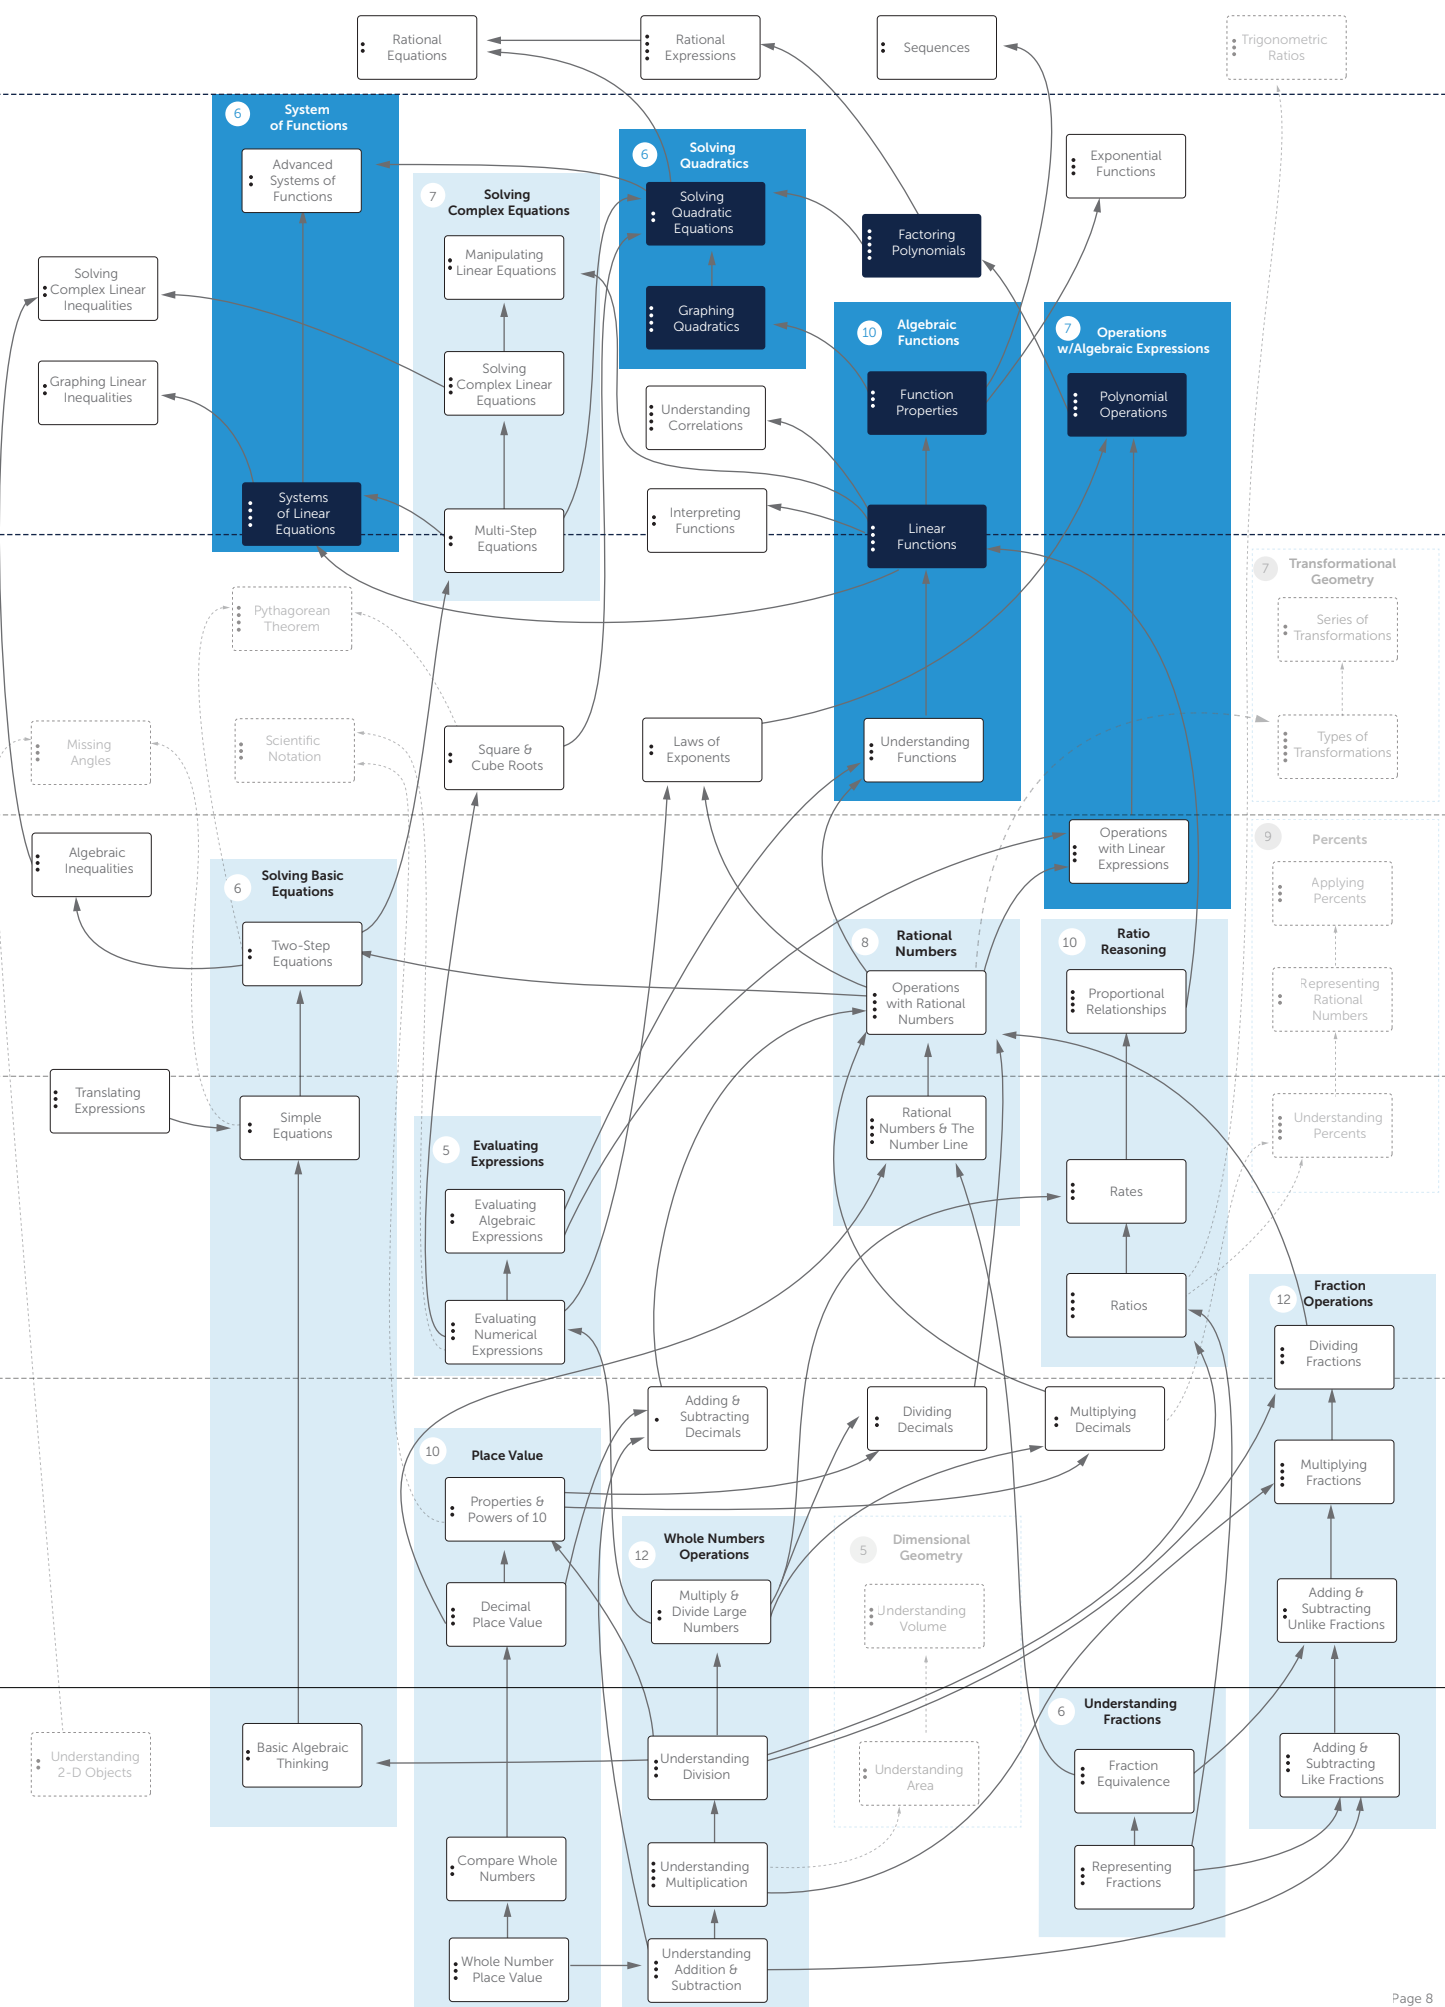 Rational
Equations
Rational
Expressions
Sequences
Trigonometric
Ratios
6
System
of Functions
Advanced
Systems of
Functions
7
Solving
Complex Equations
Manipulating
Linear Equations
6
Solving
Quadratics
Solving
Quadratic
Equations
Factoring
Polynomials
Exponential
Functions
Solving
Complex Linear
Inequalities
Graphing
Quadratics
10
Algebraic
Functions
7
Operations
w/Algebraic Expressions
Graphing Linear
Inequalities
Solving
Complex Linear
Equations
Understanding
Correlations
Function
Properties
Polynomial
Operations
Systems
of Linear
Equations
Multi-Step
Equations
Interpreting
Functions
Linear
Functions
7
Transformational
Geometry
Pythagorean
Theorem
Series of
Transformations
Missing
Angles
Scientific
Notation
Square &
Cube Roots
Laws of
Exponents
Understanding
Functions
Types of
Transformations
Algebraic
Inequalities
6
Solving Basic
Equations
Operations
with Linear
Expressions
9
Percents
Applying
Percents
Two-Step
Equations
8
Rational
Numbers
10
Ratio
Reasoning
Operations
with Rational
Numbers
Proportional
Relationships
Representing
Rational
Numbers
Translating
Expressions
Simple
Equations
5
Evaluating
Expressions
Rational
Numbers & The
Number Line
Understanding
Percents
Evaluating
Algebraic
Expressions
Rates
Evaluating
Numerical
Expressions
Ratios
12
Fraction
Operations
Dividing
Fractions
Adding &
Subtracting
Decimals
Dividing
Decimals
Multiplying
Decimals
10
Place Value
Properties &
Powers of 10
Multiplying
Fractions
12
Whole Numbers
Operations
5
Dimensional
Geometry
Decimal
Place Value
Multiply &
Divide Large
Numbers
Understanding
Volume
Adding &
Subtracting
Unlike Fractions
6
Understanding
Fractions
Understanding
2-D Objects
Basic Algebraic
Thinking
Understanding
Division
Understanding
Area
Fraction
Equivalence
Adding &
Subtracting
Like Fractions
Compare Whole
Numbers
Understanding
Multiplication
Representing
Fractions
Whole Number
Place Value
Understanding
Addition &
Subtraction
Page 8